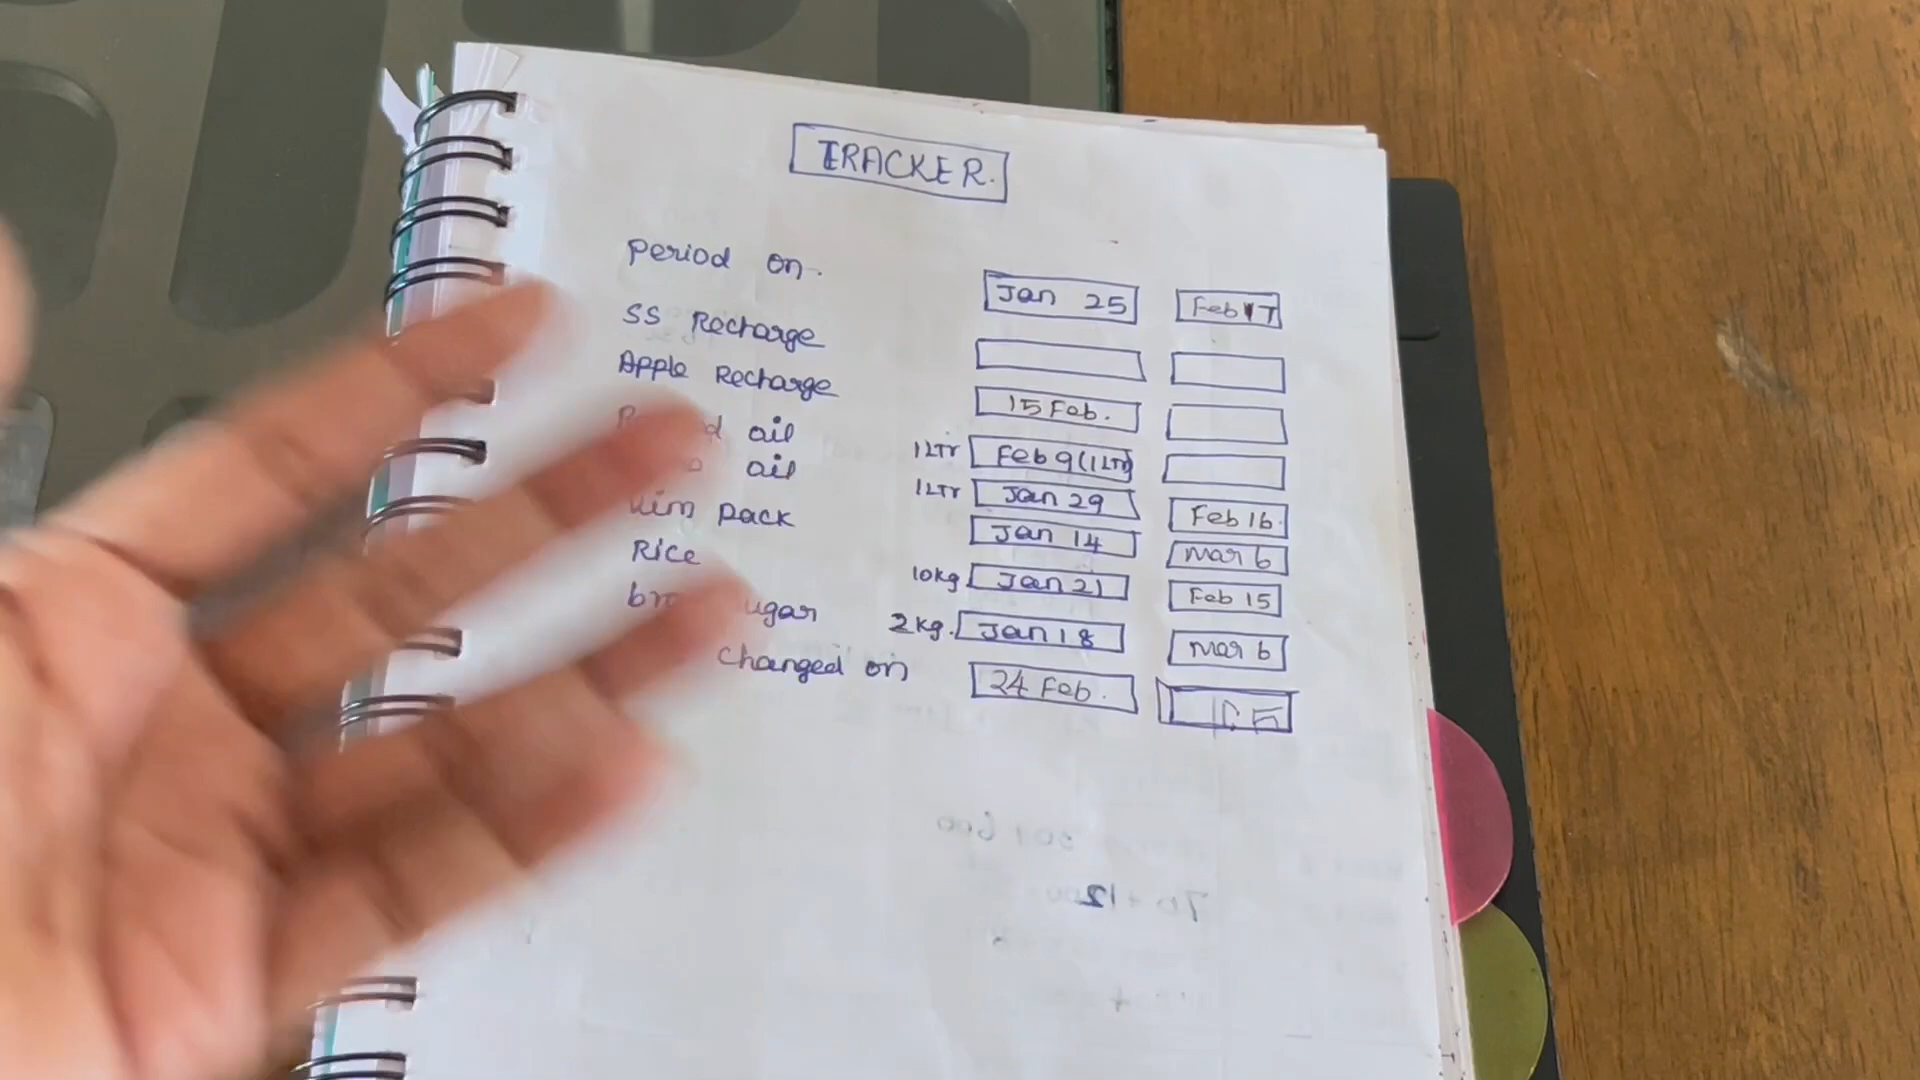 TRACKER.
Period on. Jan 25 Feb 17
SS Recharge
Apple Recharge 15 Feb.
oil 1LTr Feb 9 (1LTr)
oil 1LTr Jan 29 Feb 16.
pack Jan 14 Mar 6
Rice 10kg Jan 21 Feb 15
2kg. Jan 18 Mar 6
Changed on 24 Feb.